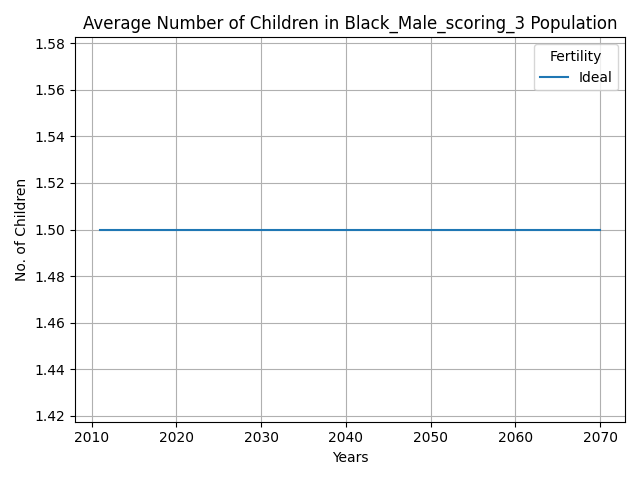 Average Number of Children in Black_Male_scoring_3 Population
1.58
1.56
1.54
1.52
1.50
1.48
1.46
1.44
1.42
No. of Children
Fertility
Ideal
2010 2020 2030 2040 2050 2060 2070
Years